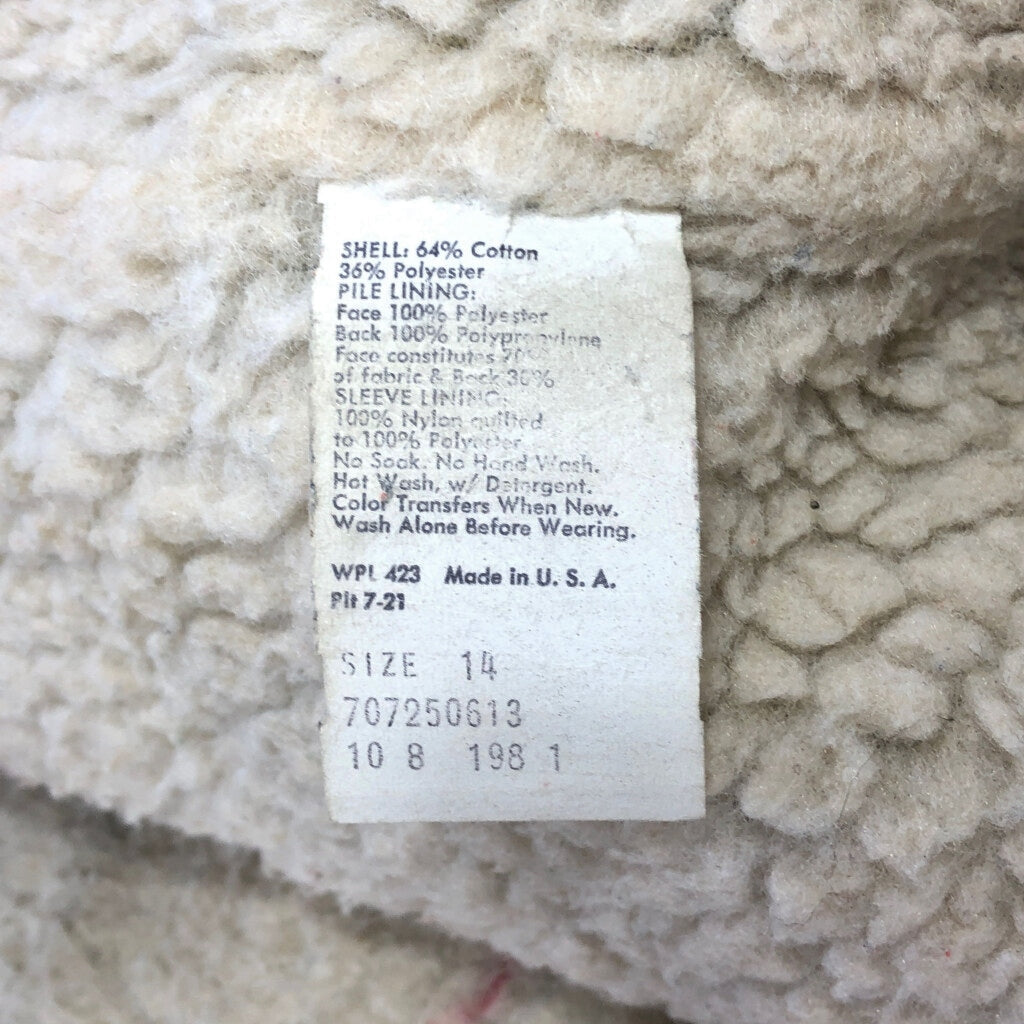 SHELL: 64% Cotton
36% Polyester
PILE LINING:
Face 100% Polyester
Back 100% Polypropylene
Face constitutes 70%
of fabric & Back 30%
SLEEVE LINING:
100% Nylon quilted
to 100% Polyester
No Soak. No Hand Wash.
Hot Wash, w/ Detergent.
Color Transfers When New.
Wash Alone Before Wearing.
WPL 423 Made in U. S. A.
Plt 7-21
SIZE 14
707250613
10 8 198 1